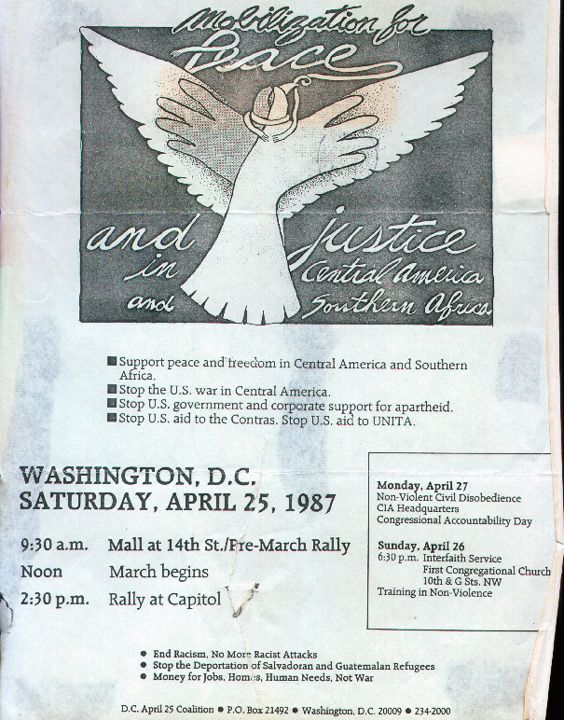 mobilization for
Peace
and justice
in Central America
and Southern Africa
■ Support peace and freedom in Central America and Southern
Africa.
■ Stop the U.S. war in Central America.
■ Stop U.S. government and corporate support for apartheid.
■ Stop U.S. aid to the Contras. Stop U.S. aid to UNITA.
WASHINGTON, D.C.
SATURDAY, APRIL 25, 1987
9:30 a.m. Mall at 14th St./Pre-March Rally
Noon March begins
2:30 p.m. Rally at Capitol
Monday, April 27
Non-Violent Civil Disobedience
CIA Headquarters
Congressional Accountability Day
Sunday, April 26
6:30 p.m. Interfaith Service
First Congregational Church
10th & G Sts. NW
Training in Non-Violence
● End Racism, No More Racist Attacks
● Stop the Deportation of Salvadoran and Guatemalan Refugees
● Money for Jobs, Homes, Human Needs, Not War
D.C. April 25 Coalition ● P.O. Box 21492 ● Washington, D.C. 20009 ● 234-2000